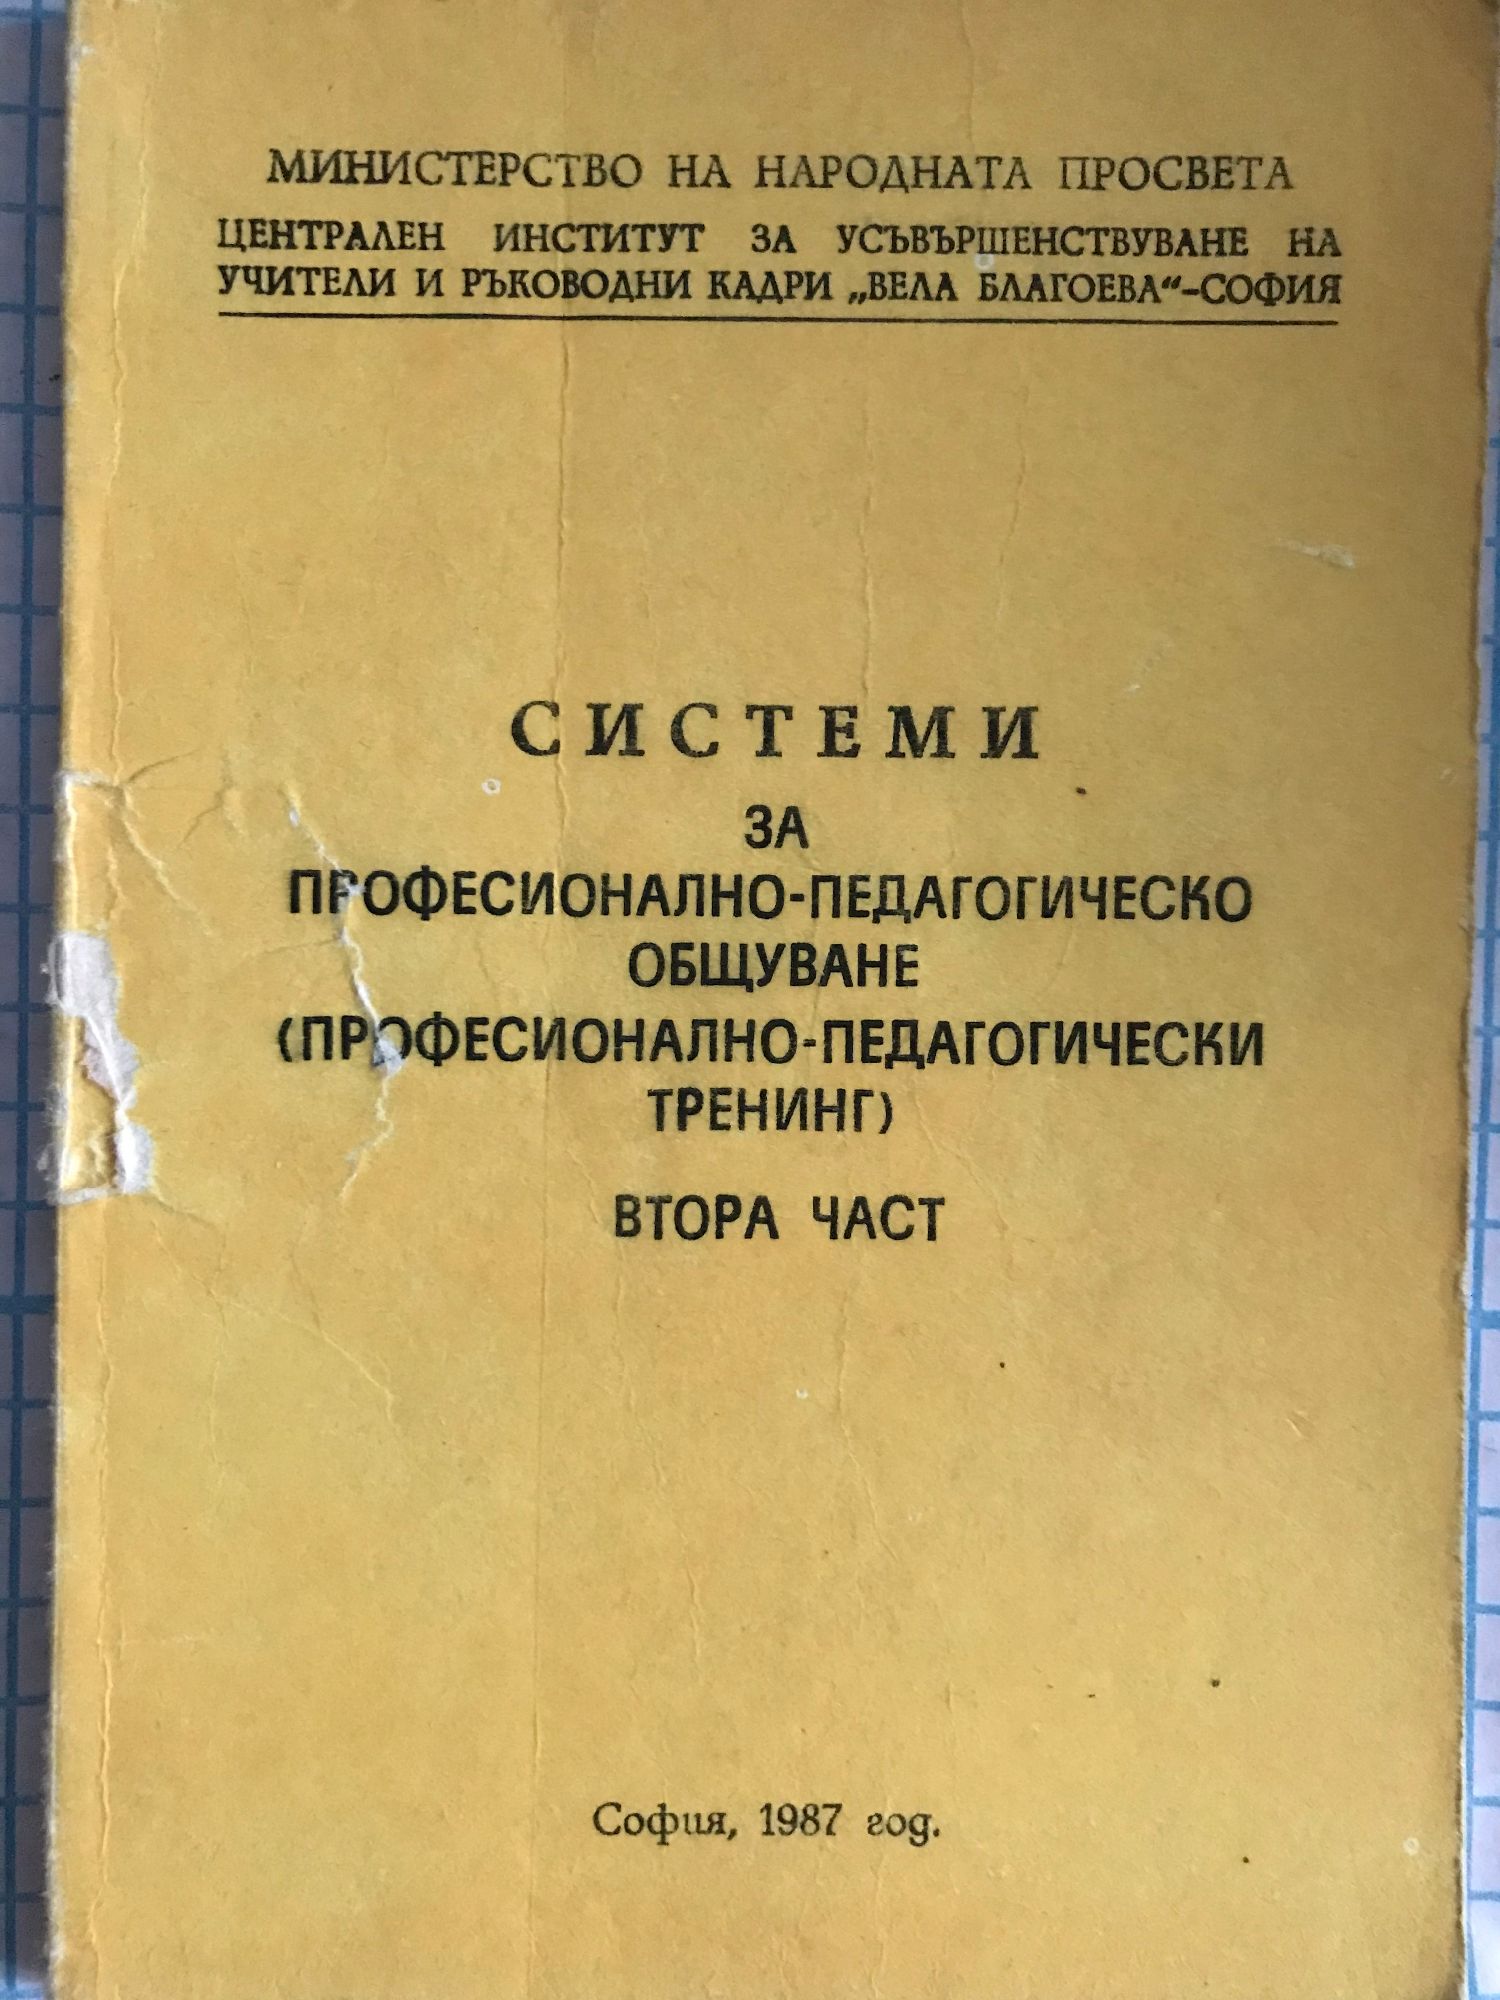 МИНИСТЕРСТВО НА НАРОДНАТА ПРОСВЕТА
ЦЕНТРАЛЕН ИНСТИТУТ ЗА УСЪВЪРШЕНСТВУВАНЕ НА
УЧИТЕЛИ И РЪКОВОДНИ КАДРИ „ВЕЛА БЛАГОЕВА“-СОФИЯ
СИСТЕМИ
ЗА
ПРОФЕСИОНАЛНО-ПЕДАГОГИЧЕСКО
ОБЩУВАНЕ
(ПРОФЕСИОНАЛНО-ПЕДАГОГИЧЕСКИ
ТРЕНИНГ)
ВТОРА ЧАСТ
София, 1987 год.